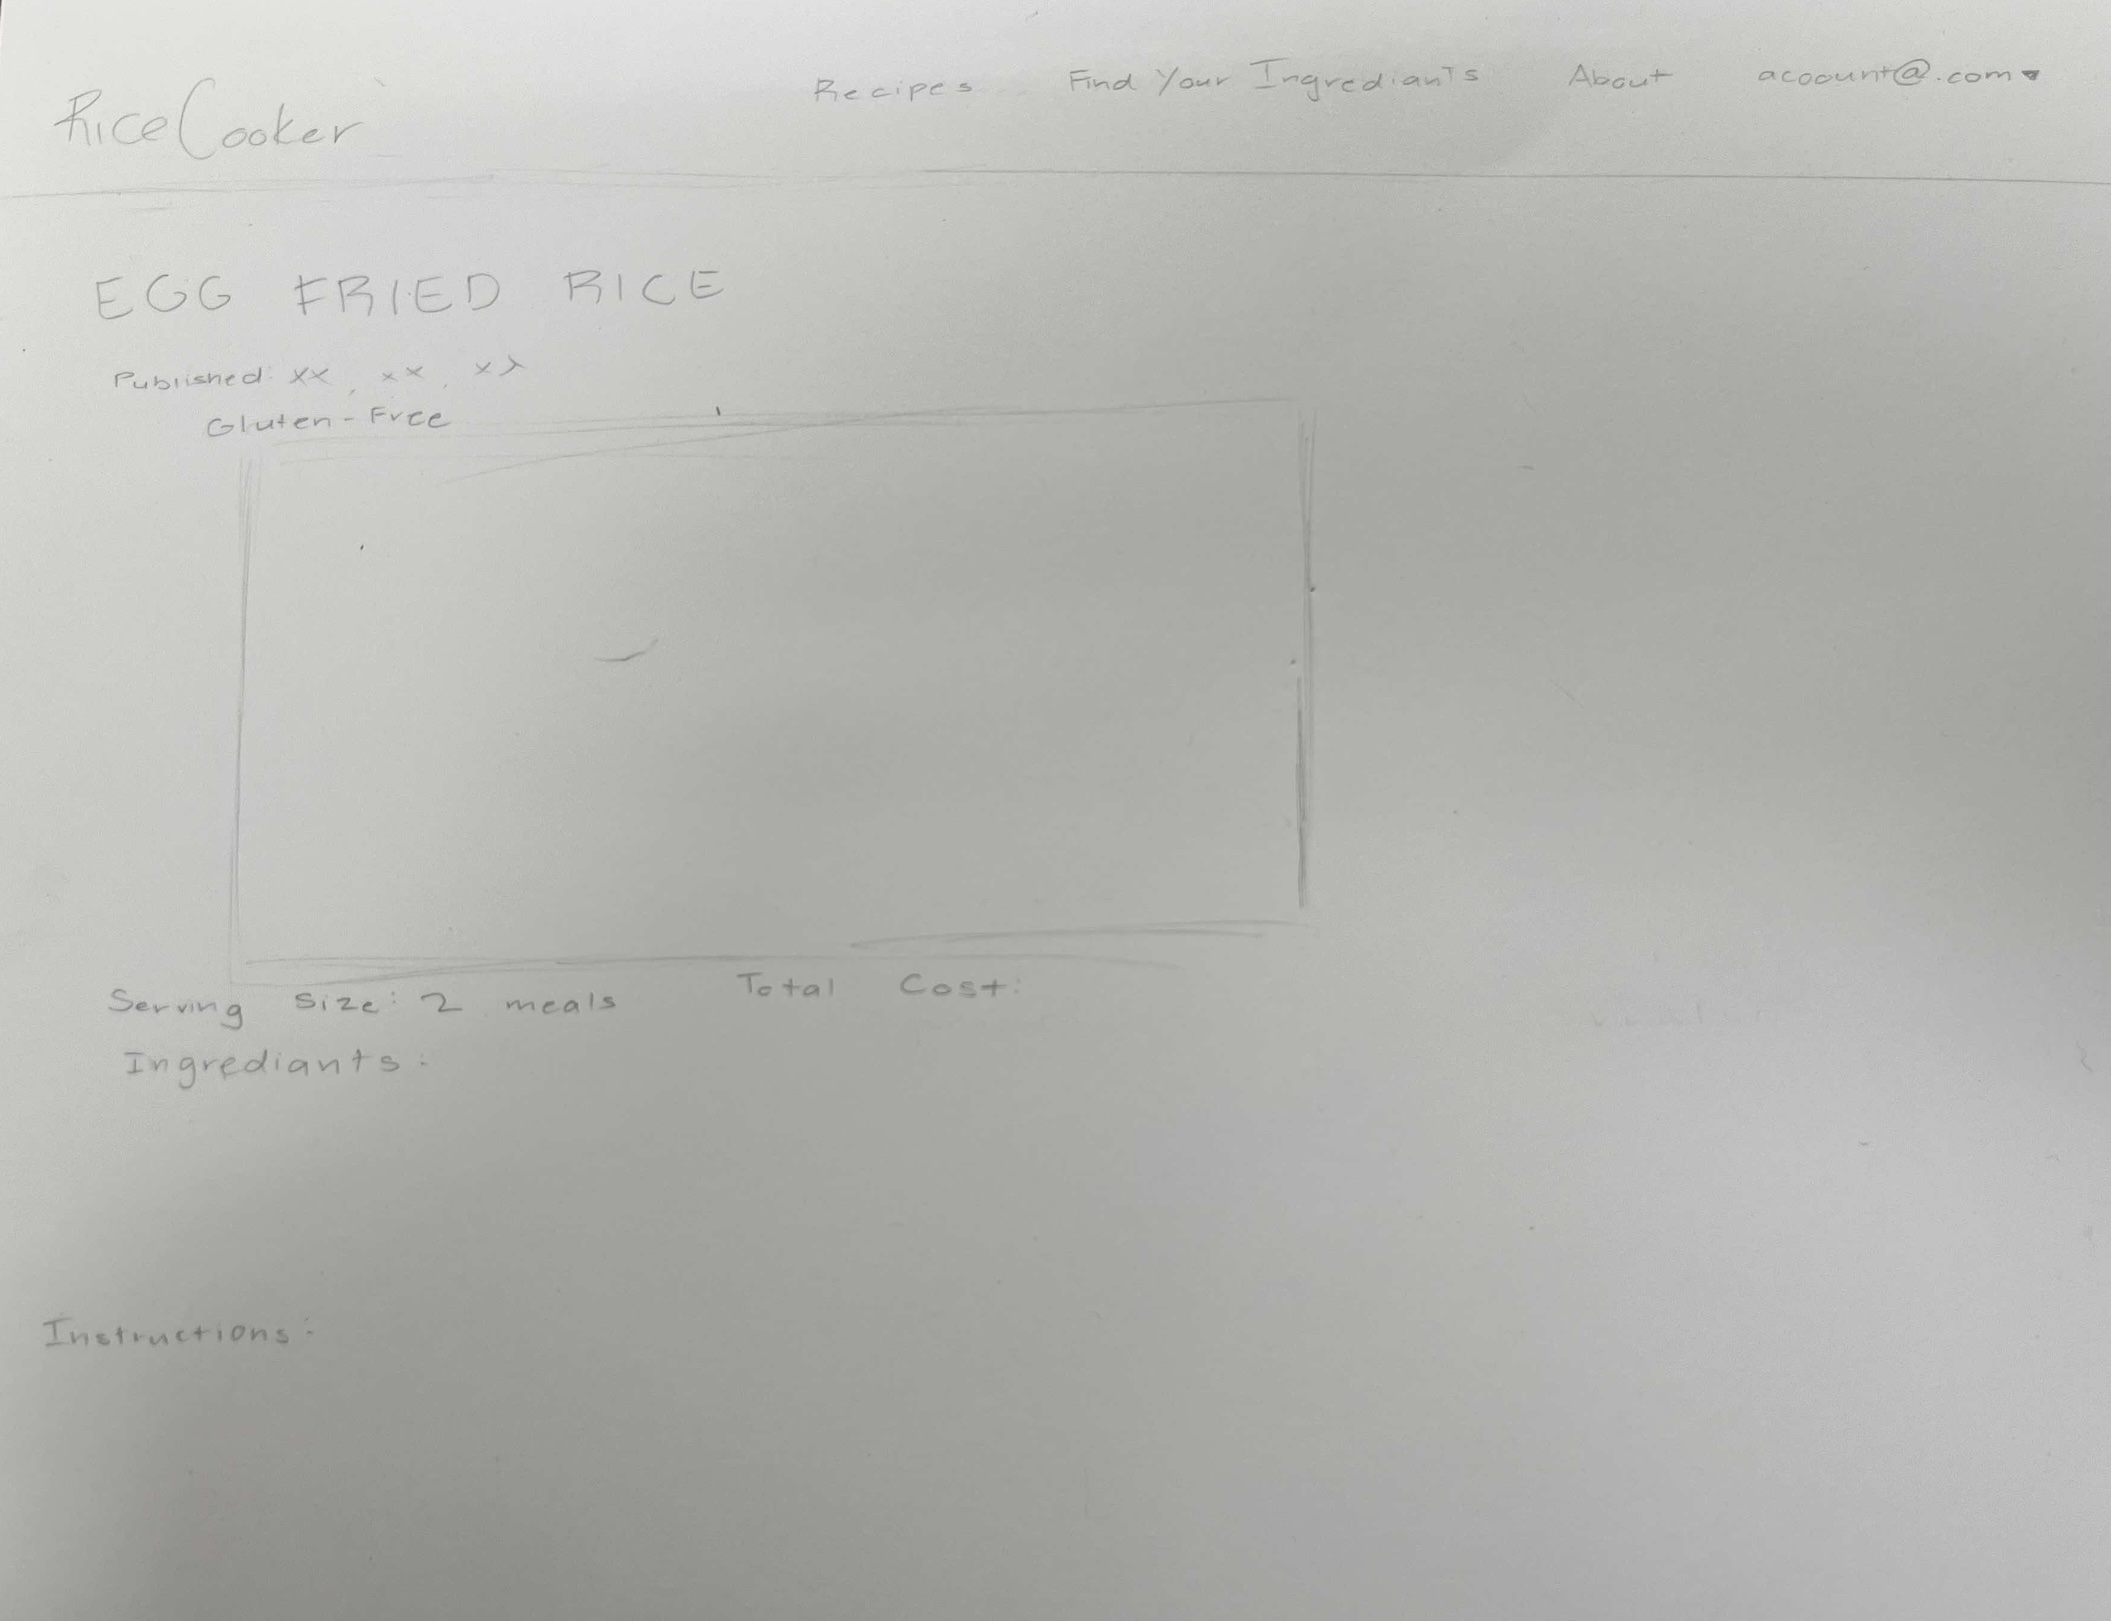 RiceCooker
Recipes Find Your Ingrediants About acoount@.com
EGG FRIED RICE
Published: xx, xx, xx
Gluten-Free
Serving Size: 2 meals Total Cost:
Ingrediants:
Instructions: